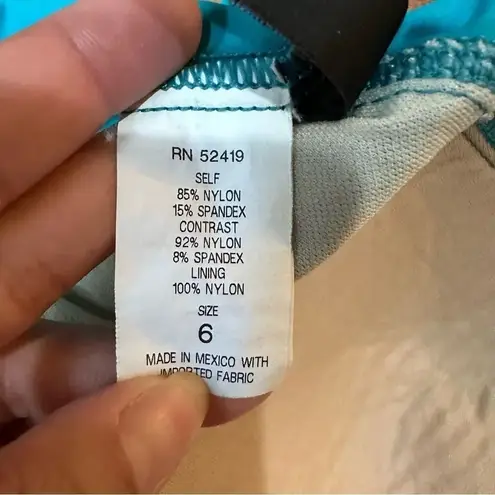 RN 52419
SELF
85% NYLON
15% SPANDEX
CONTRAST
92% NYLON
8% SPANDEX
LINING
100% NYLON
SIZE
6
MADE IN MEXICO WITH
IMPORTED FABRIC